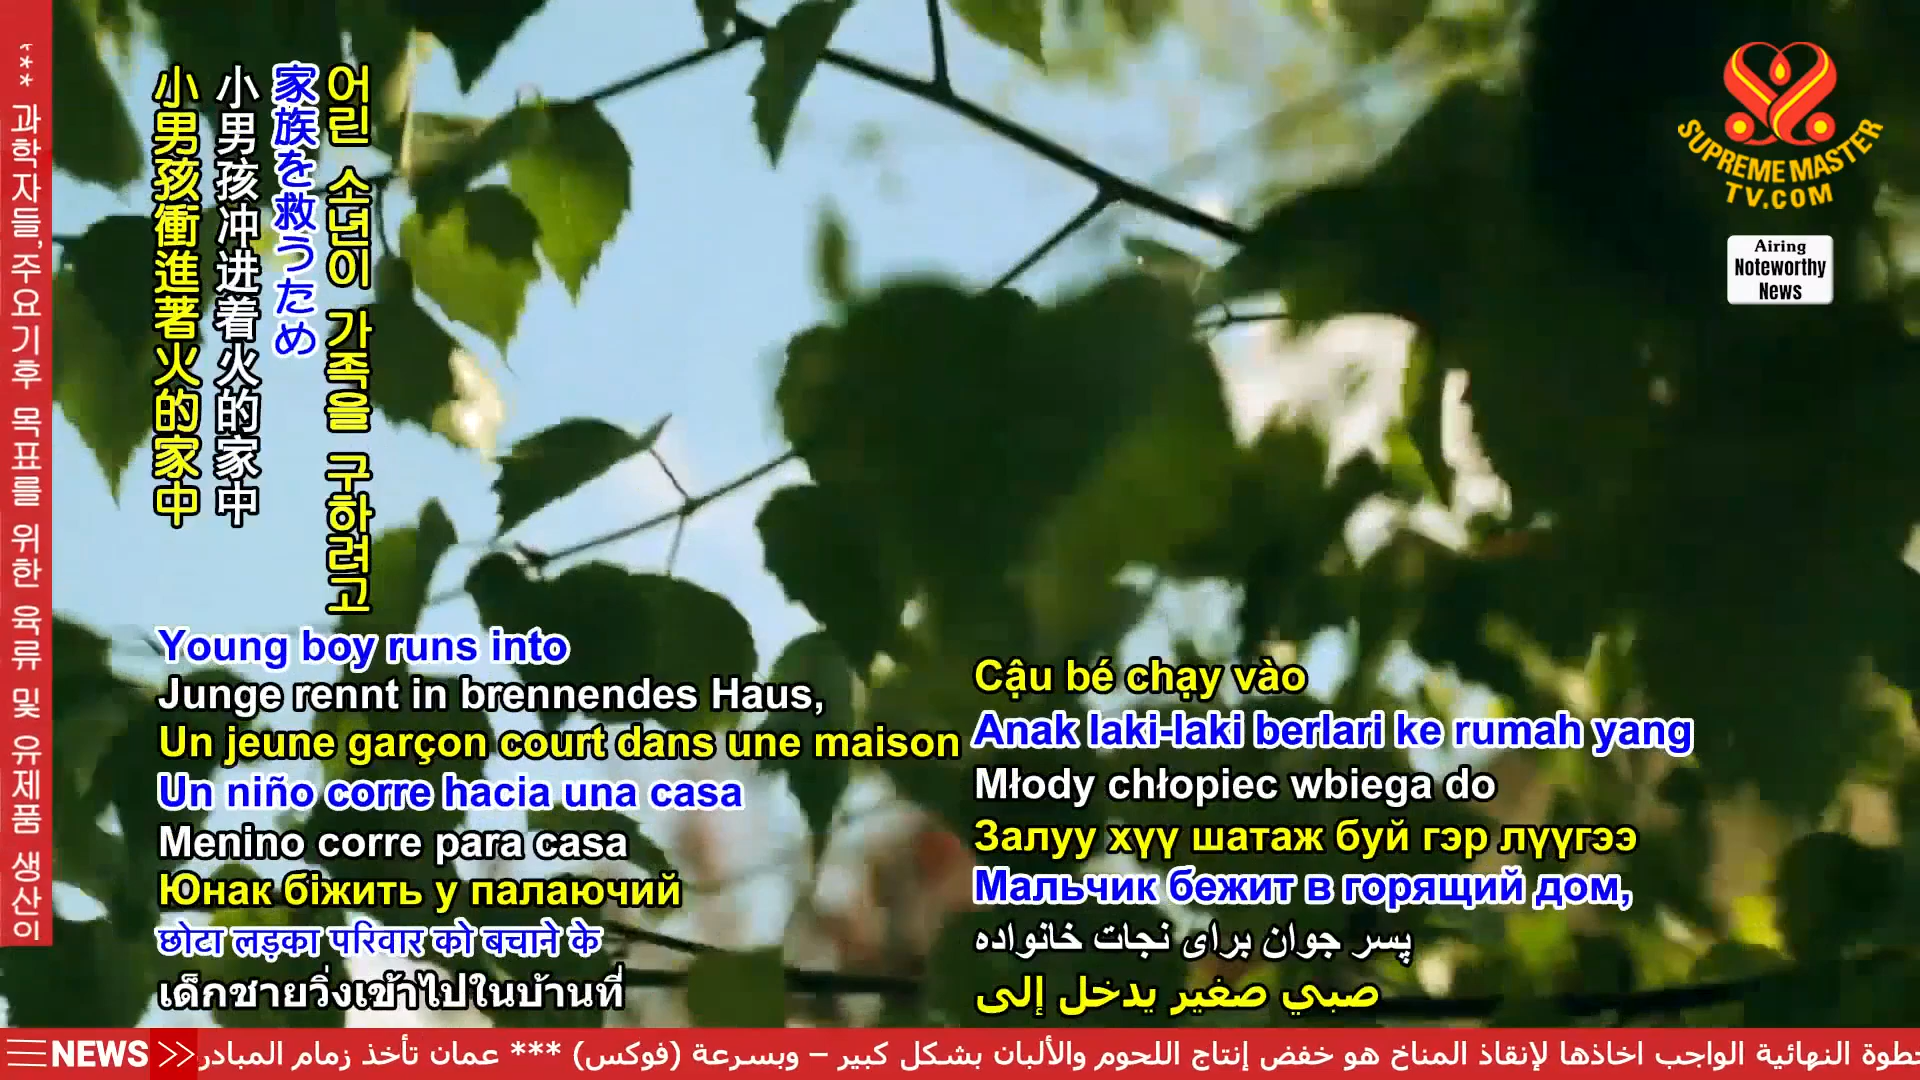 *** 과학자들, 주요 기후 목표를 위한 육류 및 유제품 생산의
小男孩衝進著火的家中
小男孩冲进着火的家中
家族を救うため
어린 소년이 가족을 구하려고
SUPREME MASTER
TV.COM
Airing
Noteworthy
News
Young boy runs into
Junge rennt in brennendes Haus,
Un jeune garçon court dans une maison
Un niño corre hacia una casa
Menino corre para casa
Юнак біжить у палаючий
छोटा लड़का परिवार को बचाने के
เด็กชายวิ่งเข้าไปในบ้านที่
Cậu bé chạy vào
Anak laki-laki berlari ke rumah yang
Młody chłopiec wbiega do
Залуу хүү шатаж буй гэр лүүгээ
Мальчик бежит в горящий дом,
پسر جوان برای نجات خانواده
صبي صغير يدخل إلى
NEWS
خطوة النهائية الواجب اخاذها لإنقاذ المناخ هو خفض إنتاج اللحوم والألبان بشكل كبير – وبسرعة (فوكس) *** عمان تأخذ زمام المبادر